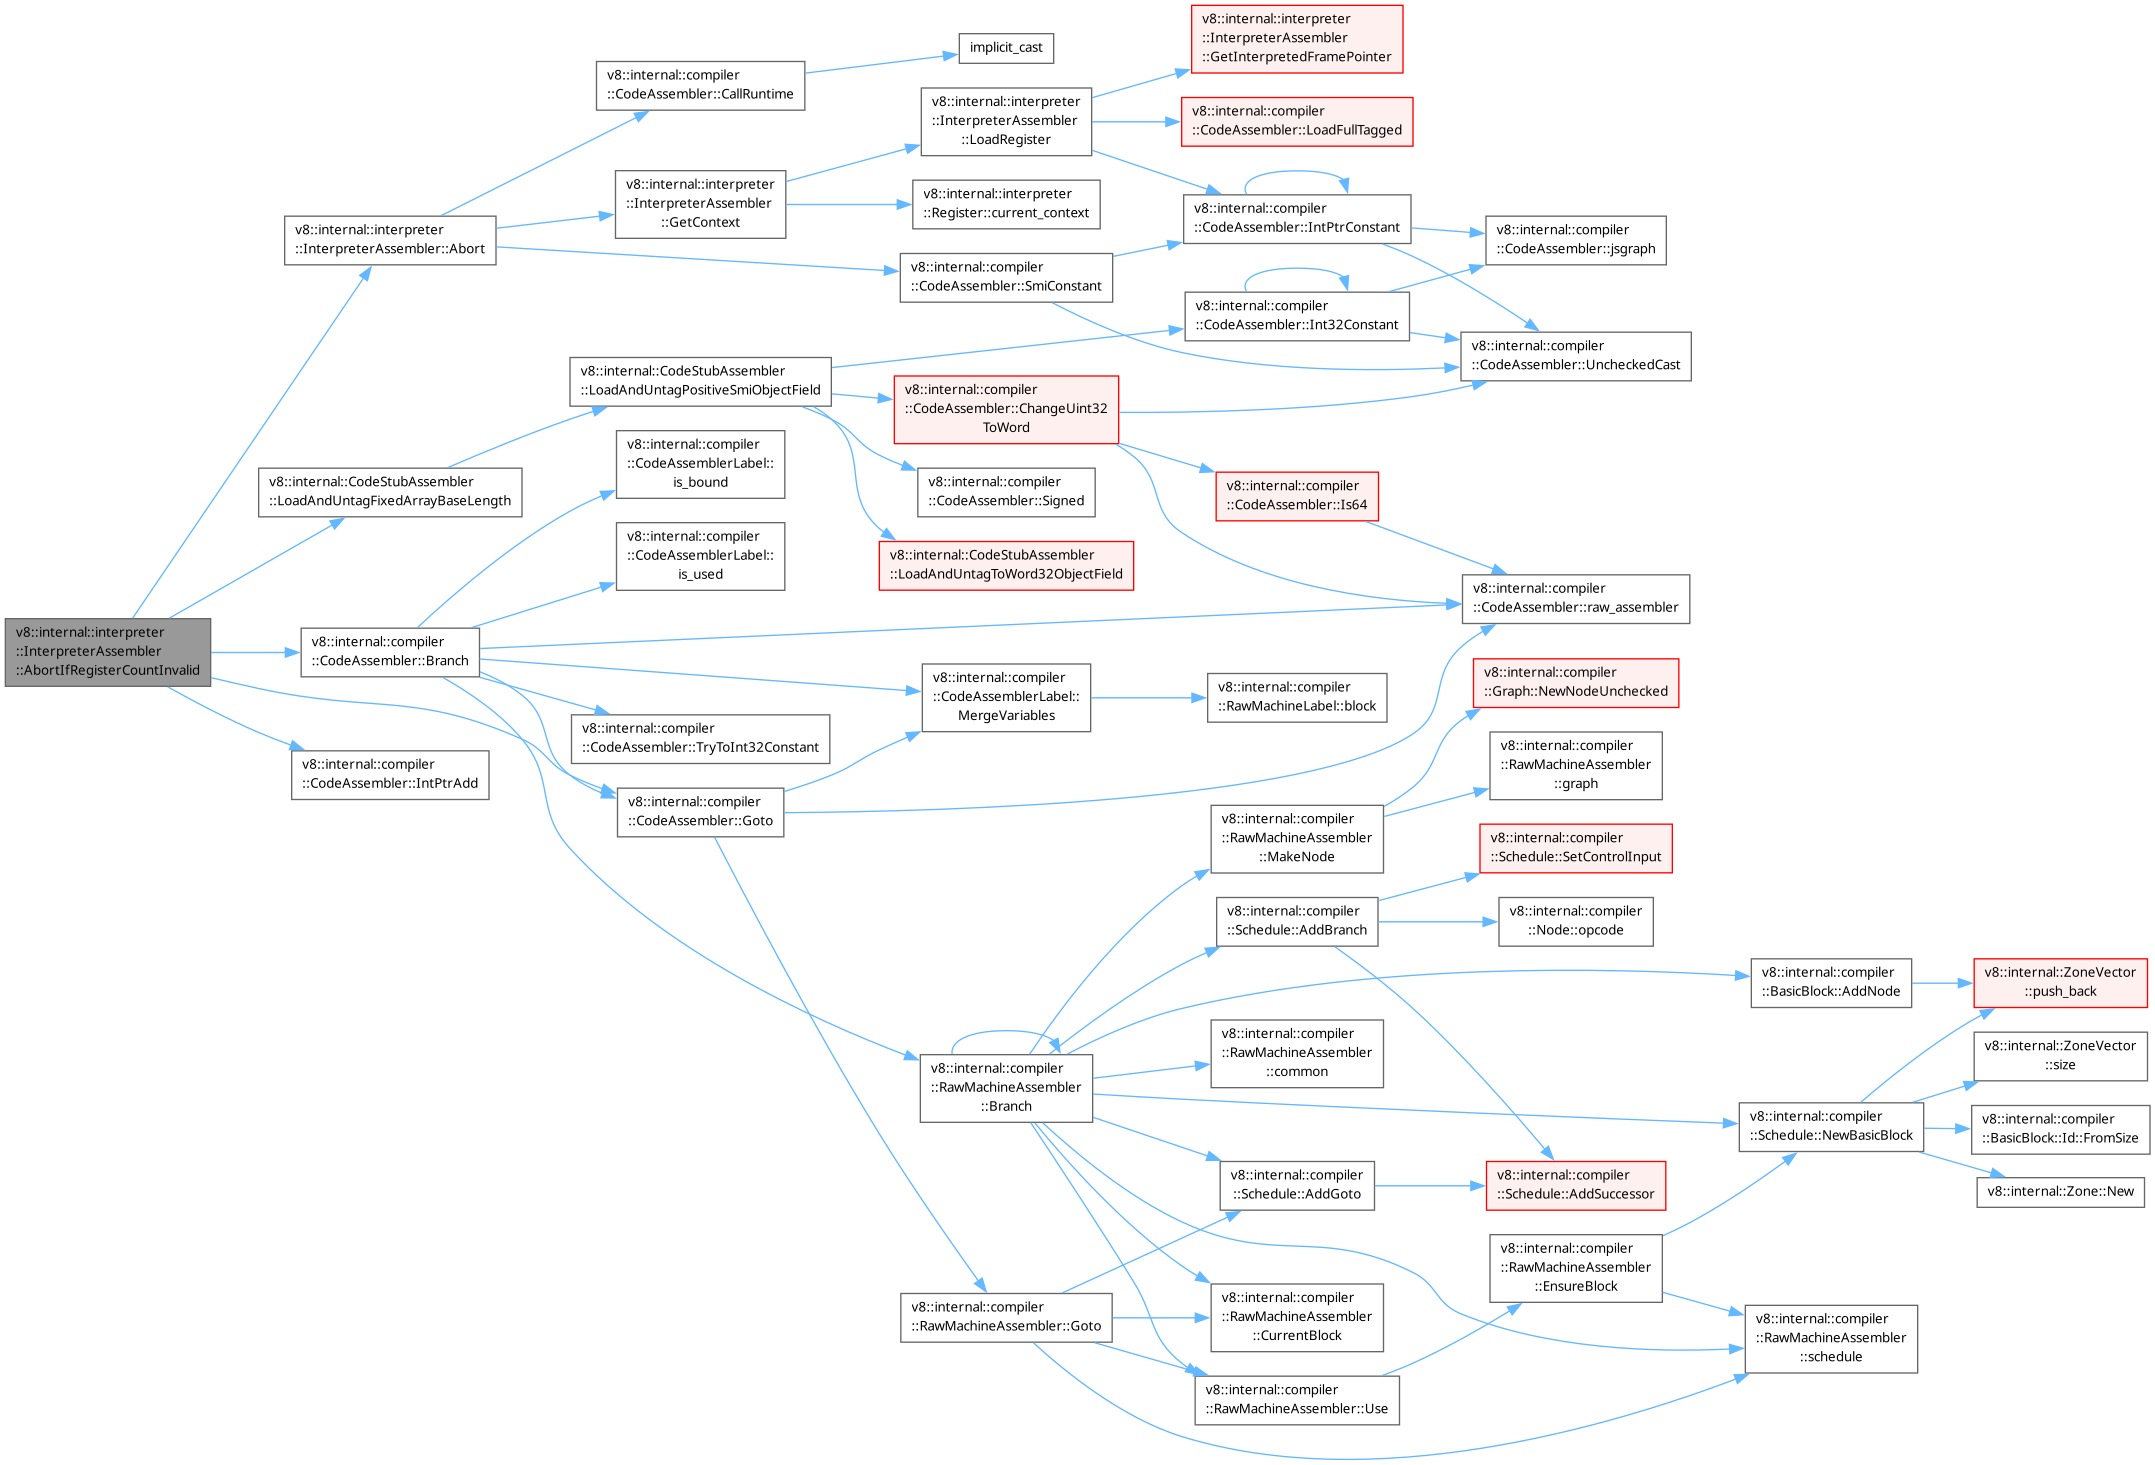 v8::internal::interpreter
::InterpreterAssembler
::AbortIfRegisterCountInvalid
v8::internal::interpreter
::InterpreterAssembler::Abort
v8::internal::CodeStubAssembler
::LoadAndUntagFixedArrayBaseLength
v8::internal::compiler
::CodeAssembler::Branch
v8::internal::compiler
::CodeAssembler::IntPtrAdd
v8::internal::compiler
::CodeAssembler::CallRuntime
v8::internal::interpreter
::InterpreterAssembler
::GetContext
v8::internal::CodeStubAssembler
::LoadAndUntagPositiveSmiObjectField
v8::internal::compiler
::CodeAssemblerLabel::
is_bound
v8::internal::compiler
::CodeAssemblerLabel::
is_used
v8::internal::compiler
::CodeAssembler::TryToInt32Constant
v8::internal::compiler
::CodeAssembler::Goto
implicit_cast
v8::internal::interpreter
::InterpreterAssembler
::LoadRegister
v8::internal::interpreter
::Register::current_context
v8::internal::compiler
::CodeAssembler::SmiConstant
v8::internal::compiler
::CodeAssembler::ChangeUint32
ToWord
v8::internal::compiler
::CodeAssembler::Signed
v8::internal::CodeStubAssembler
::LoadAndUntagToWord32ObjectField
v8::internal::compiler
::CodeAssemblerLabel::
MergeVariables
v8::internal::compiler
::RawMachineAssembler
::Branch
v8::internal::compiler
::RawMachineAssembler::Goto
v8::internal::interpreter
::InterpreterAssembler
::GetInterpretedFramePointer
v8::internal::compiler
::CodeAssembler::LoadFullTagged
v8::internal::compiler
::CodeAssembler::IntPtrConstant
v8::internal::compiler
::CodeAssembler::Int32Constant
v8::internal::compiler
::CodeAssembler::Is64
v8::internal::compiler
::RawMachineLabel::block
v8::internal::compiler
::RawMachineAssembler
::MakeNode
v8::internal::compiler
::Schedule::AddBranch
v8::internal::compiler
::RawMachineAssembler
::common
v8::internal::compiler
::Schedule::AddGoto
v8::internal::compiler
::RawMachineAssembler
::CurrentBlock
v8::internal::compiler
::RawMachineAssembler::Use
v8::internal::compiler
::CodeAssembler::jsgraph
v8::internal::compiler
::CodeAssembler::UncheckedCast
v8::internal::compiler
::CodeAssembler::raw_assembler
v8::internal::compiler
::Graph::NewNodeUnchecked
v8::internal::compiler
::RawMachineAssembler
::graph
v8::internal::compiler
::Schedule::SetControlInput
v8::internal::compiler
::Node::opcode
v8::internal::compiler
::Schedule::AddSuccessor
v8::internal::compiler
::RawMachineAssembler
::EnsureBlock
v8::internal::compiler
::BasicBlock::AddNode
v8::internal::compiler
::Schedule::NewBasicBlock
v8::internal::compiler
::RawMachineAssembler
::schedule
v8::internal::ZoneVector
::push_back
v8::internal::ZoneVector
::size
v8::internal::compiler
::BasicBlock::Id::FromSize
v8::internal::Zone::New